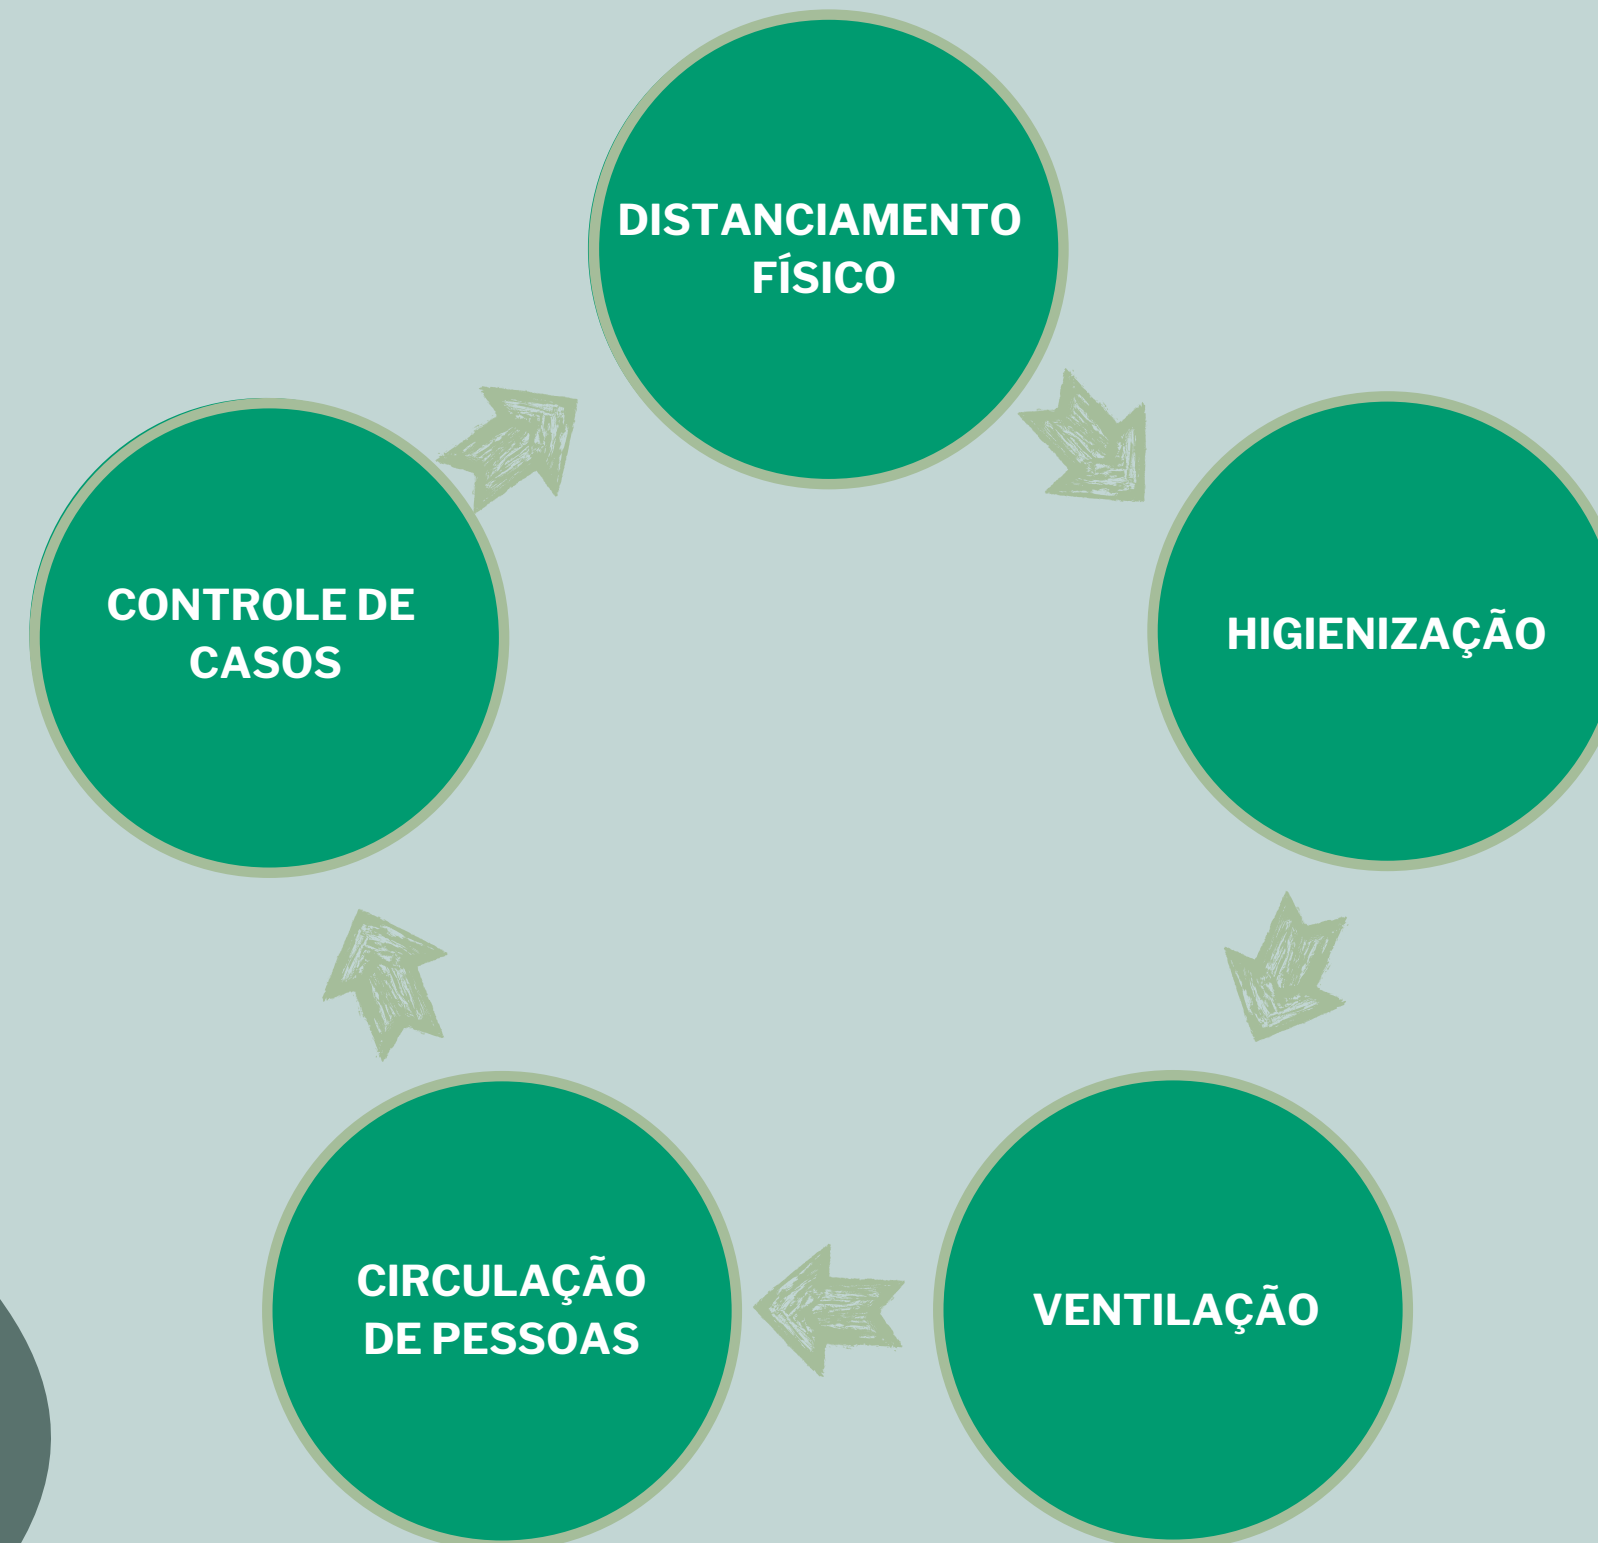 DISTANCIAMENTO
FÍSICO
CONTROLE DE
CASOS
HIGIENIZAÇÃO
CIRCULAÇÃO
DE PESSOAS
VENTILAÇÃO